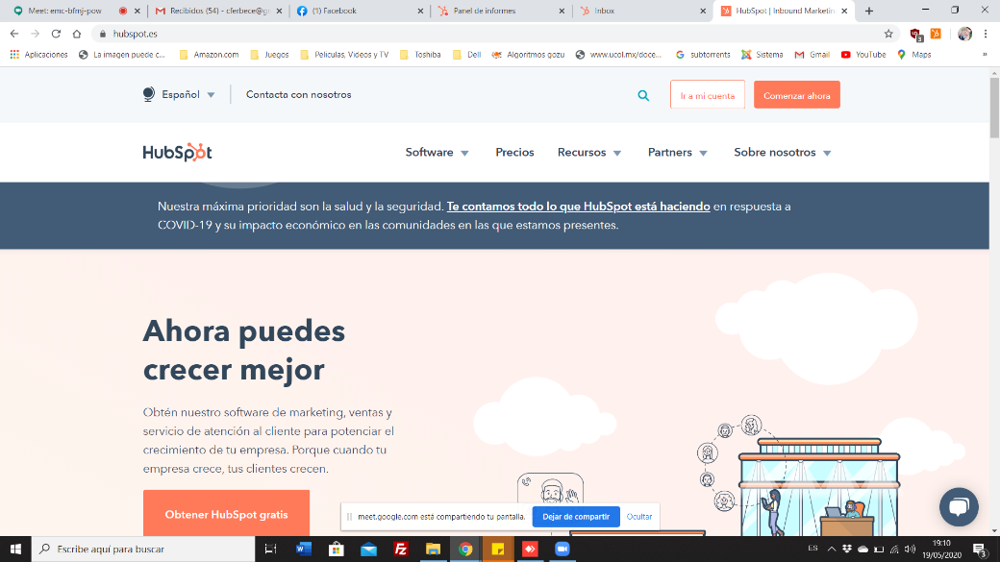 Meet: emc-bfmj-pow
Recibidos (54) - cferbece@gr
(1) Facebook
Panel de informes
Inbox
HubSpot | Inbound Marketin
hubspot.es
3
Aplicaciones
La imagen puede c...
Amazon.com
Juegos
Peliculas, Videos y TV
Toshiba
Dell
Algoritmos gozu
www.ucol.mx/doce...
subtorrents
Sistema
Gmail
YouTube
Maps
»
Español
Contacta con nosotros
Ir a mi cuenta
Comenzar ahora
HubSpot
Software
Precios
Recursos
Partners
Sobre nosotros
Nuestra máxima prioridad son la salud y la seguridad. Te contamos todo lo que HubSpot está haciendo en respuesta a
COVID-19 y su impacto económico en las comunidades en las que estamos presentes.
Ahora puedes
crecer mejor
Obtén nuestro software de marketing, ventas y
servicio de atención al cliente para potenciar el
crecimiento de tu empresa. Porque cuando tu
empresa crece, tus clientes crecen.
Obtener HubSpot gratis
meet.google.com está compartiendo tu pantalla.
Dejar de compartir
Ocultar
Escribe aquí para buscar
ES
19:10
19/05/2020
3